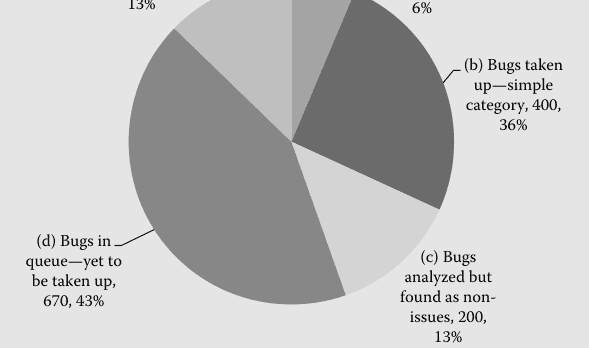 13%
6%
(b) Bugs taken
up—simple
category, 400,
36%
(d) Bugs in
queue—yet to
be taken up,
670, 43%
(c) Bugs
analyzed but
found as non-
issues, 200,
13%